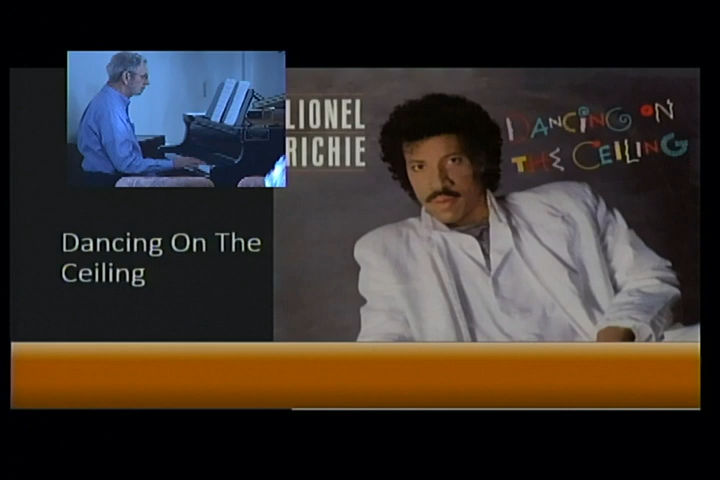 LIONEL
RICHIE
DANCING ON
THE CEILING
Dancing On The
Ceiling